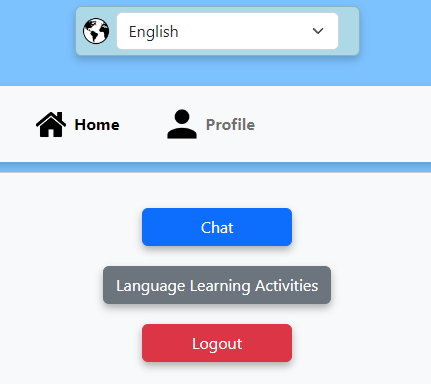 English
Home
Profile
Chat
Language Learning Activities
Logout